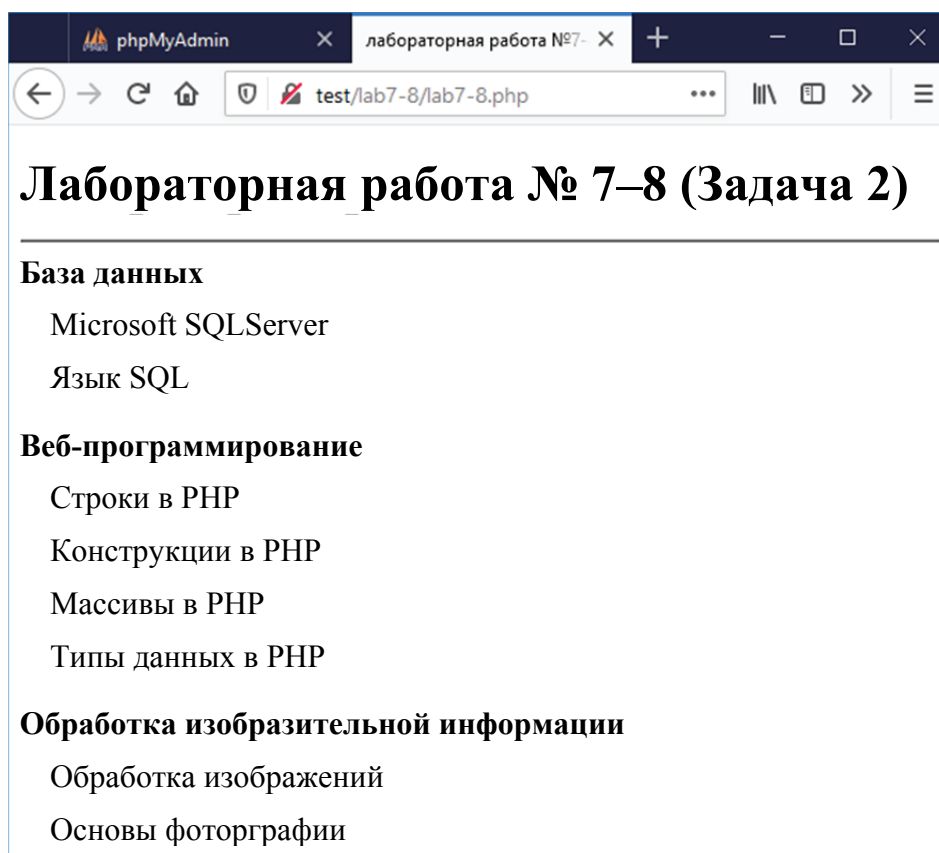 phpMyAdmin
лабораторная работа №7-
test/lab7-8/lab7-8.php
Лабораторная работа № 7–8 (Задача 2)
База данных
Microsoft SQLServer
Язык SQL
Веб-программирование
Строки в PHP
Конструкции в PHP
Массивы в PHP
Типы данных в PHP
Обработка изобразительной информации
Обработка изображений
Основы фоторграфии